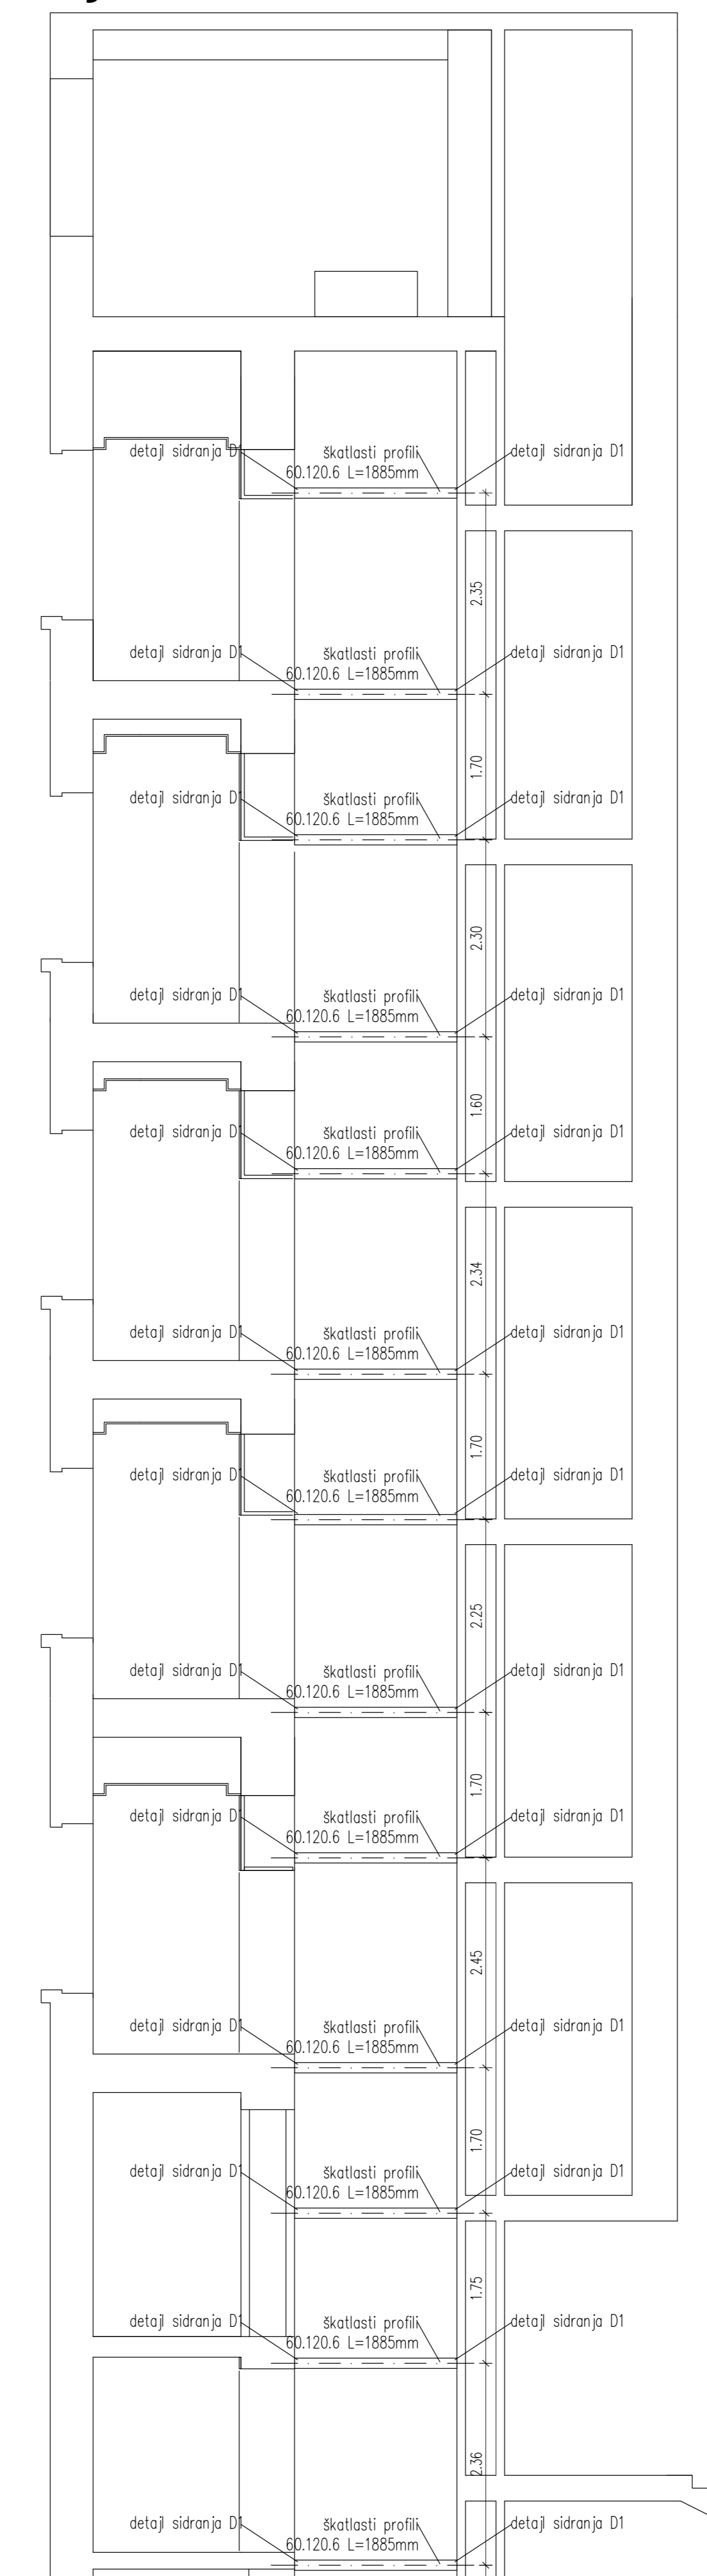 detajl sidranja D1
škatlasti profili
60.120.6 L=1885mm
detajl sidranja D1
2.35
detajl sidranja D1
škatlasti profili
60.120.6 L=1885mm
detajl sidranja D1
1.70
detajl sidranja D1
škatlasti profili
60.120.6 L=1885mm
detajl sidranja D1
2.30
detajl sidranja D1
škatlasti profili
60.120.6 L=1885mm
detajl sidranja D1
1.60
detajl sidranja D1
škatlasti profili
60.120.6 L=1885mm
detajl sidranja D1
2.34
detajl sidranja D1
škatlasti profili
60.120.6 L=1885mm
detajl sidranja D1
1.70
detajl sidranja D1
škatlasti profili
60.120.6 L=1885mm
detajl sidranja D1
2.25
detajl sidranja D1
škatlasti profili
60.120.6 L=1885mm
detajl sidranja D1
1.70
detajl sidranja D1
škatlasti profili
60.120.6 L=1885mm
detajl sidranja D1
2.45
detajl sidranja D1
škatlasti profili
60.120.6 L=1885mm
detajl sidranja D1
1.70
detajl sidranja D1
škatlasti profili
60.120.6 L=1885mm
detajl sidranja D1
1.75
detajl sidranja D1
škatlasti profili
60.120.6 L=1885mm
detajl sidranja D1
2.36
detajl sidranja D1
škatlasti profili
60.120.6 L=1885mm
detajl sidranja D1